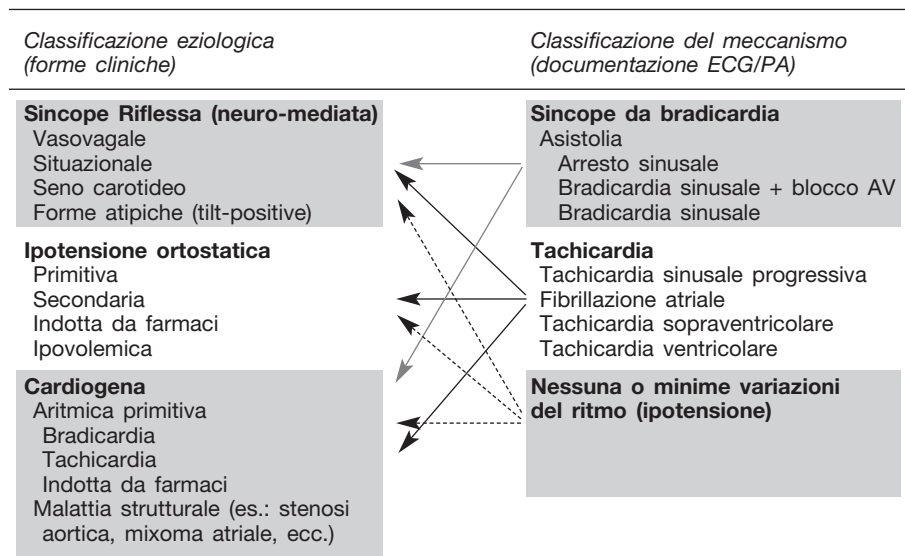 Classificazione eziologica
(forme cliniche)
Classificazione del meccanismo
(documentazione ECG/PA)
Sincope Riflessa (neuro-mediata)
Vasovagale
Situazionale
Seno carotideo
Forme atipiche (tilt-positive)
Ipotensione ortostatica
Primitiva
Secondaria
Indotta da farmaci
Ipovolemica
Cardiogena
Aritmica primitiva
Bradicardia
Tachicardia
Indotta da farmaci
Malattia strutturale (es.: stenosi
aortica, mixoma atriale, ecc.)
Sincope da bradicardia
Asistolia
Arresto sinusale
Bradicardia sinusale + blocco AV
Bradicardia sinusale
Tachicardia
Tachicardia sinusale progressiva
Fibrillazione atriale
Tachicardia sopraventricolare
Tachicardia ventricolare
Nessuna o minime variazioni
del ritmo (ipotensione)